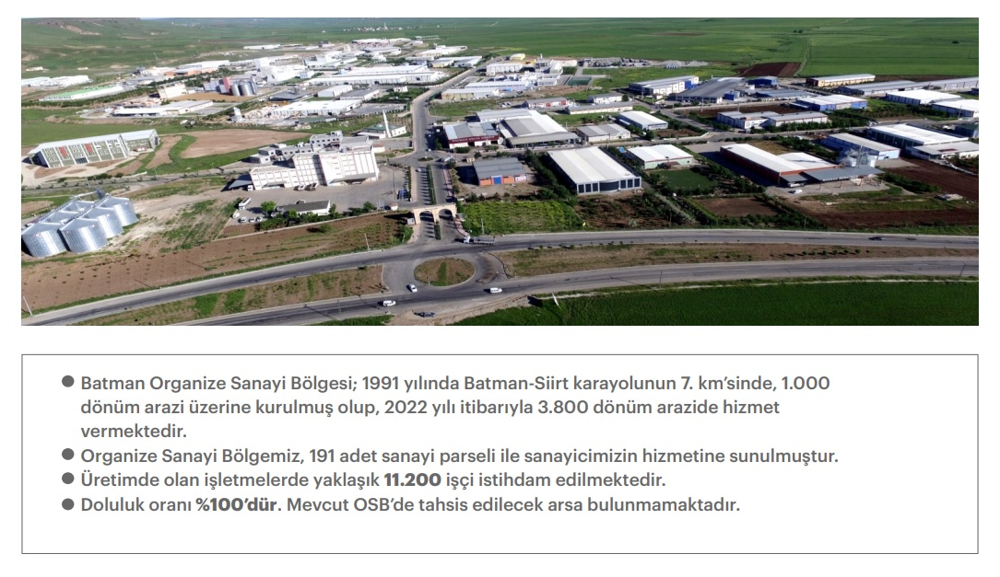 ● Batman Organize Sanayi Bölgesi; 1991 yılında Batman-Siirt karayolunun 7. km’sinde, 1.000
dönüm arazi üzerine kurulmuş olup, 2022 yılı itibarıyla 3.800 dönüm arazide hizmet
vermektedir.
● Organize Sanayi Bölgemiz, 191 adet sanayi parseli ile sanayicimizin hizmetine sunulmuştur.
● Üretimde olan işletmelerde yaklaşık 11.200 işçi istihdam edilmektedir.
● Doluluk oranı %100’dür. Mevcut OSB’de tahsis edilecek arsa bulunmamaktadır.